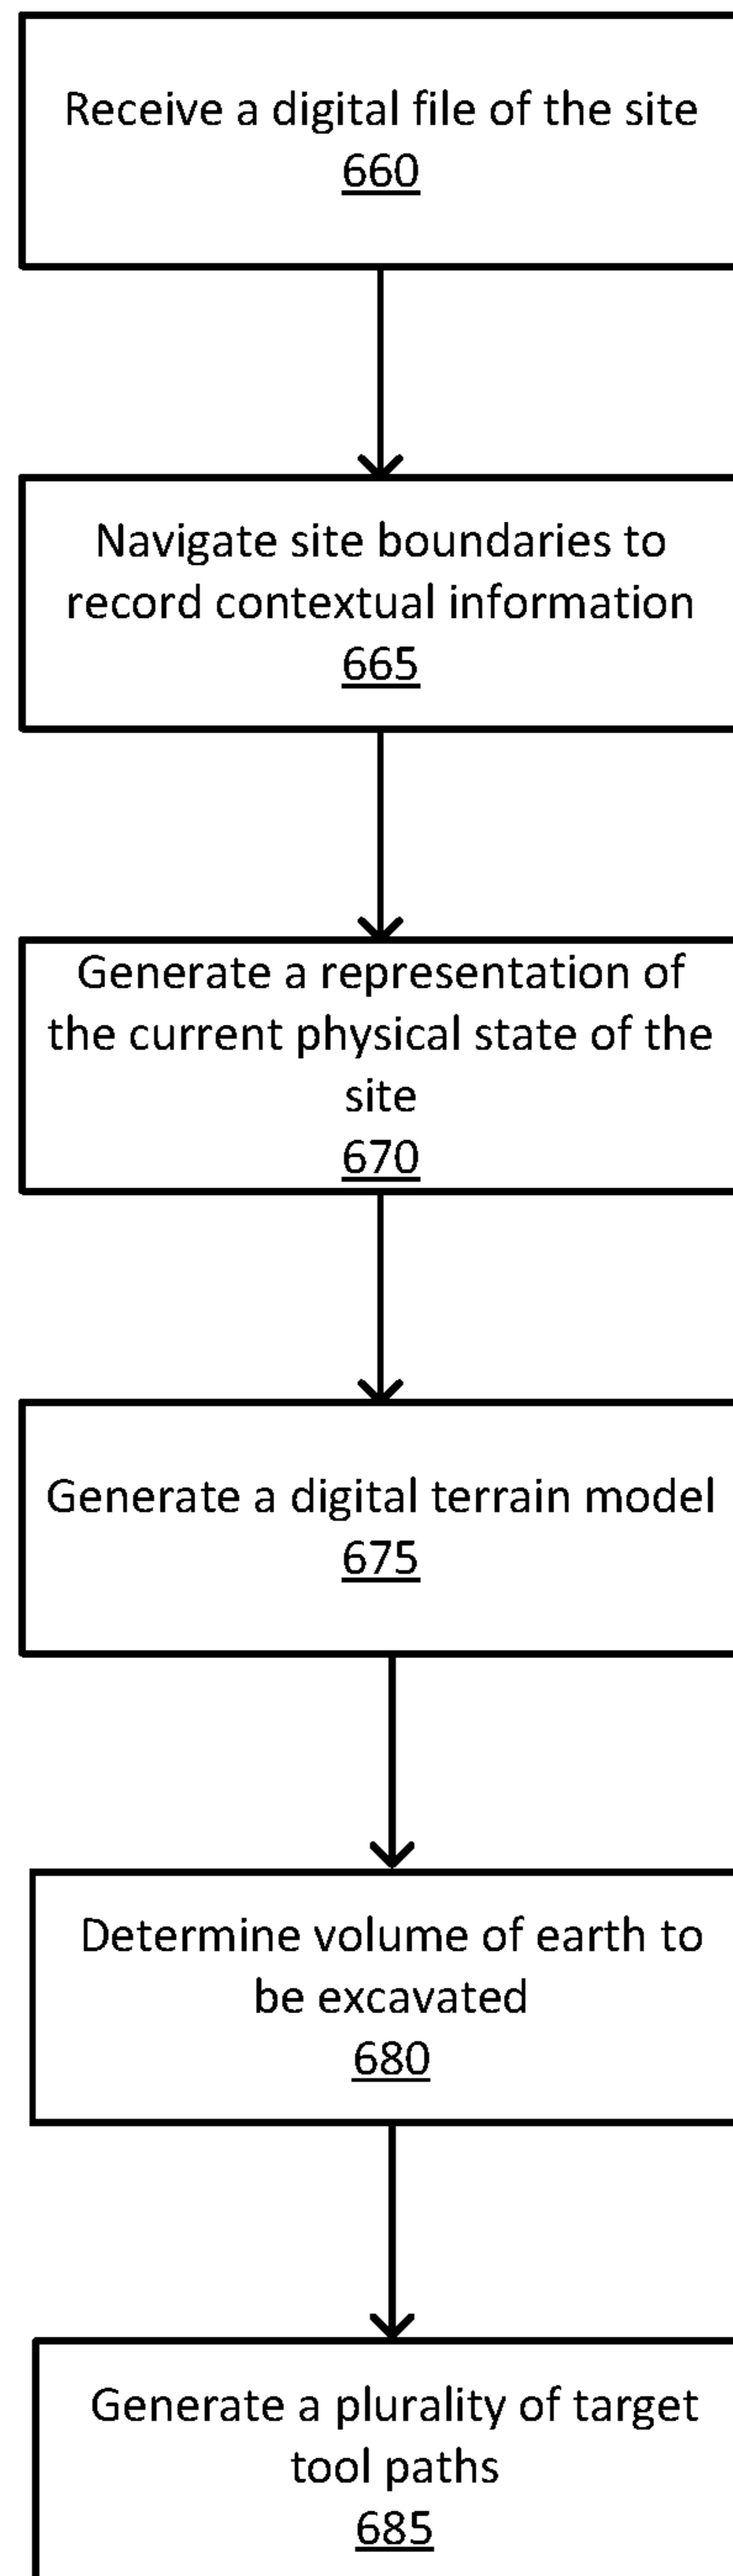 Receive a digital file of the site
660
Navigate site boundaries to
record contextual information
665
Generate a representation of
the current physical state of the
site
670
Generate a digital terrain model
675
Determine volume of earth to
be excavated
680
Generate a plurality of target
tool paths
685